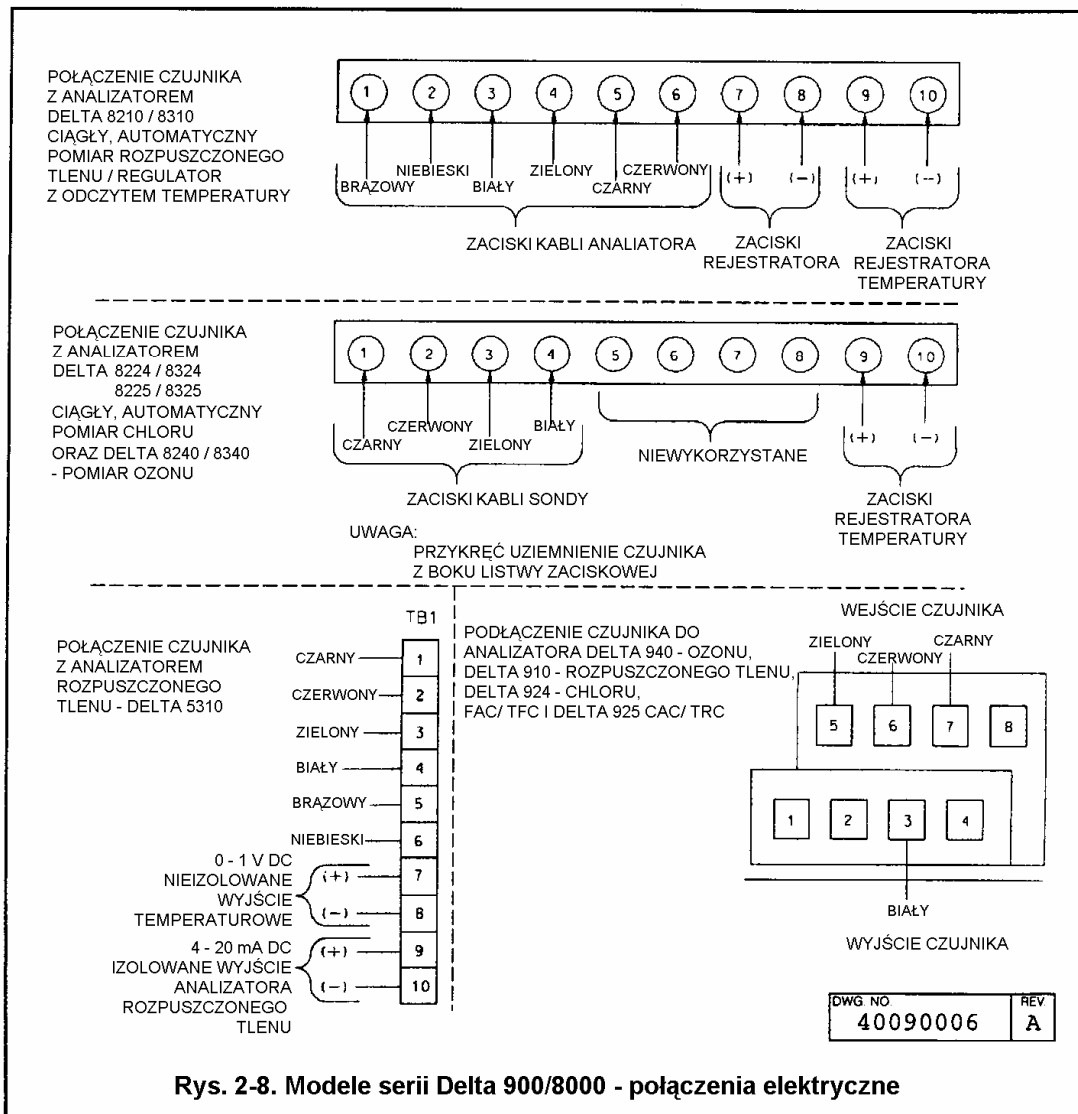 POŁĄCZENIE CZUJNIKA
Z ANALIZATOREM
DELTA 8210 / 8310
CIĄGŁY, AUTOMATYCZNY
POMIAR ROZPUSZCZONEGO
TLENU / REGULATOR
Z ODCZYTEM TEMPERATURY
1 2 3 4 5 6 7 8 9 10
BRĄZOWY NIEBIESKI BIAŁY ZIELONY CZARNY CZERWONY (+) (-) (+) (--)
ZACISKI KABLI ANALIATORA
ZACISKI
REJESTRATORA
ZACISKI
REJESTRATORA
TEMPERATURY
POŁĄCZENIE CZUJNIKA
Z ANALIZATOREM
DELTA 8224 / 8324
8225 / 8325
CIĄGŁY, AUTOMATYCZNY
POMIAR CHLORU
ORAZ DELTA 8240 / 8340
- POMIAR OZONU
1 2 3 4 5 6 7 8 9 10
CZARNY CZERWONY ZIELONY BIAŁY (+) (-)
NIEWYKORZYSTANE
ZACISKI KABLI SONDY
ZACISKI
REJESTRATORA
TEMPERATURY
UWAGA:
PRZYKRĘĆ UZIEMNIENIE CZUJNIKA
Z BOKU LISTWY ZACISKOWEJ
POŁĄCZENIE CZUJNIKA
Z ANALIZATOREM
ROZPUSZCZONEGO
TLENU - DELTA 5310
TB1
CZARNY 1
CZERWONY 2
ZIELONY 3
BIAŁY 4
BRĄZOWY 5
NIEBIESKI 6
0 - 1 V DC
NIEIZOLOWANE
WYJŚCIE
TEMPERATUROWE
(+) 7
(-) 8
4 - 20 mA DC
IZOLOWANE WYJŚCIE
ANALIZATORA
ROZPUSZCZONEGO
TLENU
(+) 9
(-) 10
PODŁĄCZENIE CZUJNIKA DO
ANALIZATORA DELTA 940 - OZONU,
DELTA 910 - ROZPUSZCZONEGO TLENU,
DELTA 924 - CHLORU,
FAC/ TFC I DELTA 925 CAC/ TRC
WEJŚCIE CZUJNIKA
ZIELONY CZERWONY CZARNY
5 6 7 8
1 2 3 4
BIAŁY
WYJŚCIE CZUJNIKA
DWG. NO. REV.
40090006 A
Rys. 2-8. Modele serii Delta 900/8000 - połączenia elektryczne